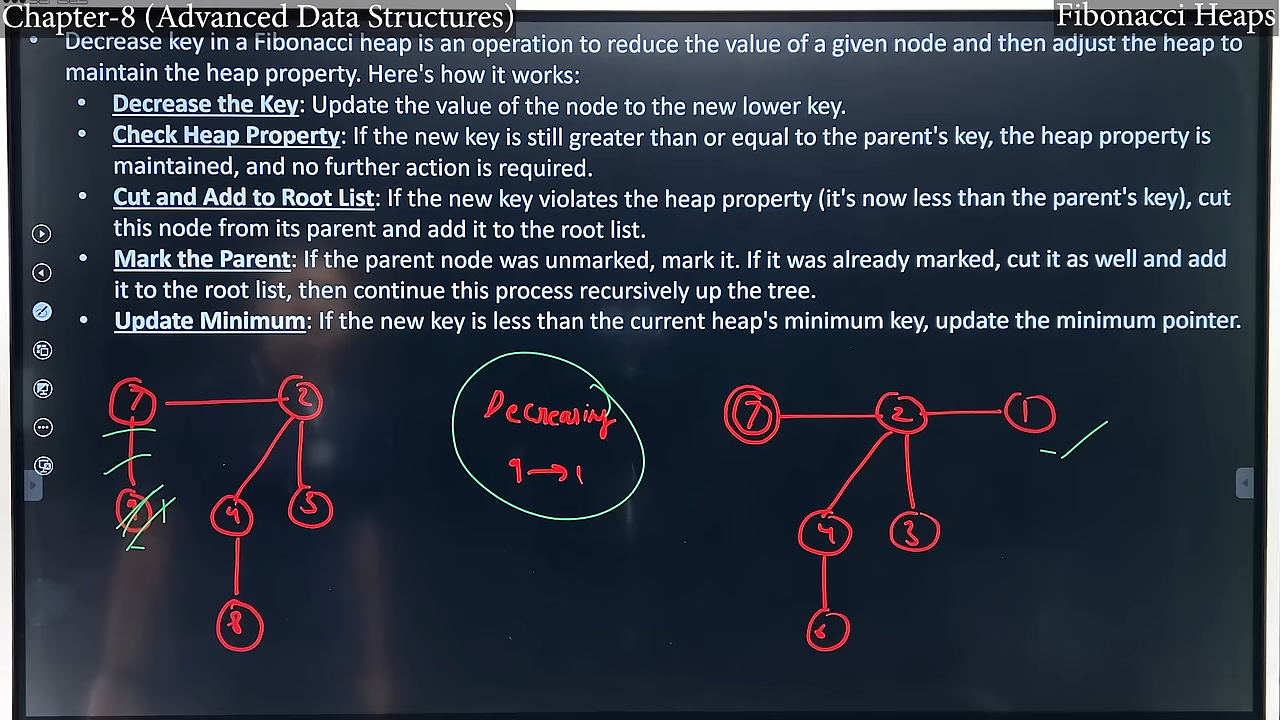 Chapter-8 (Advanced Data Structures)
Fibonacci Heaps
• Decrease key in a Fibonacci heap is an operation to reduce the value of a given node and then adjust the heap to
maintain the heap property. Here's how it works:
• Decrease the Key: Update the value of the node to the new lower key.
• Check Heap Property: If the new key is still greater than or equal to the parent's key, the heap property is
maintained, and no further action is required.
• Cut and Add to Root List: If the new key violates the heap property (it's now less than the parent's key), cut
this node from its parent and add it to the root list.
• Mark the Parent: If the parent node was unmarked, mark it. If it was already marked, cut it as well and add
it to the root list, then continue this process recursively up the tree.
• Update Minimum: If the new key is less than the current heap's minimum key, update the minimum pointer.
7 2
Decreasing
9 → 1
7 2 1
4 5
4 3
8
6